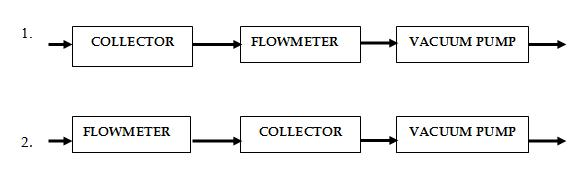 1. COLLECTOR FLOWMETER VACUUM PUMP
2. FLOWMETER COLLECTOR VACUUM PUMP